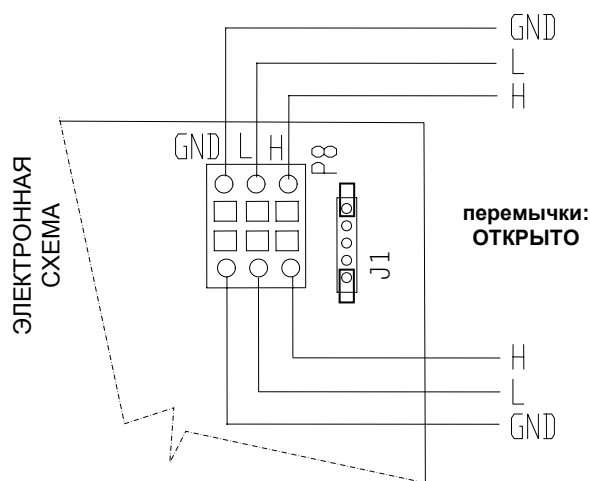 GND
L
H
GND L H
P8
J1
ЭЛЕКТРОННАЯ
СХЕМА
перемычки:
ОТКРЫТО
H
L
GND